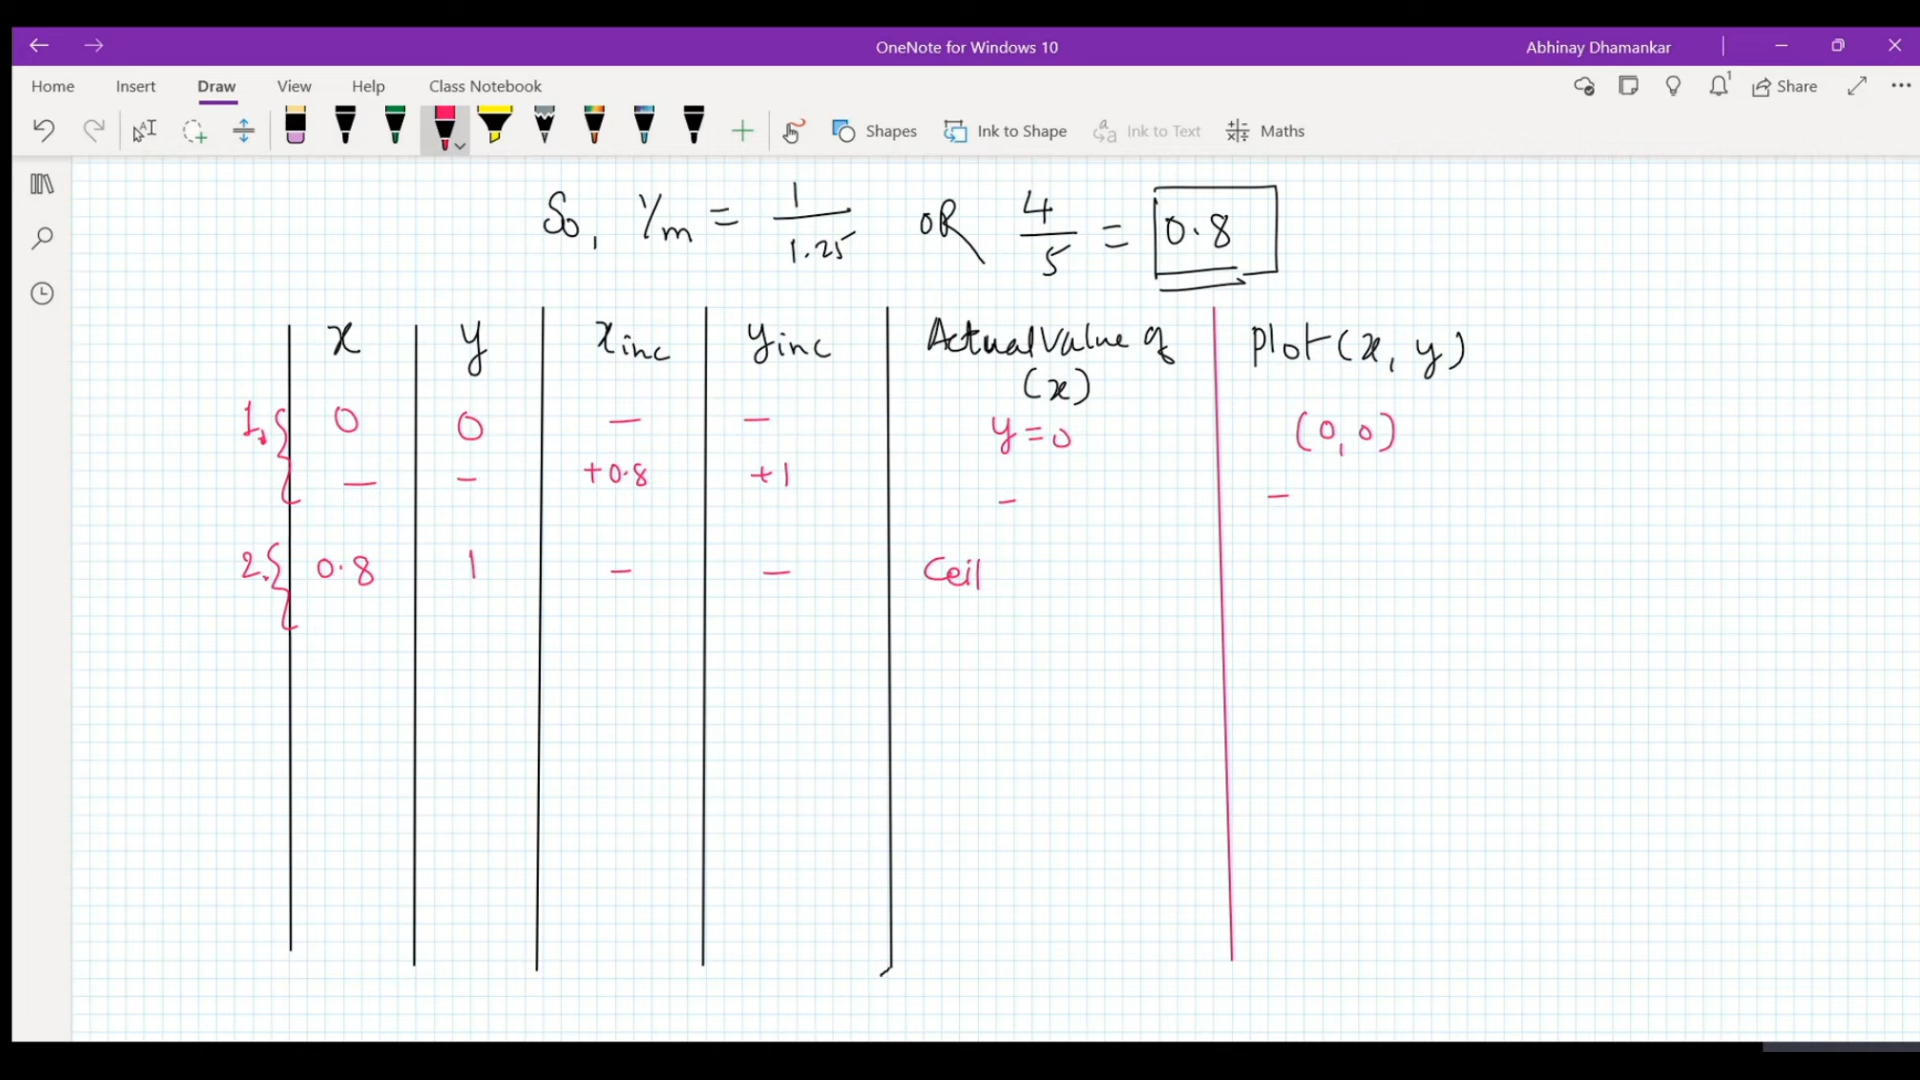 OneNote for Windows 10
Abhinay Dhamankar
Home Insert Draw View Help Class Notebook
1 Share
Shapes Ink to Shape Ink to Text Maths
So, 1/m = 1/1.25 OR 4/5 = 0.8
x y xinc yinc Actual Value of (x) Plot(x, y)
1. 0 0 — — y=0 (0,0)
— — +0.8 +1 — —
2. 0.8 1 — — Ceil